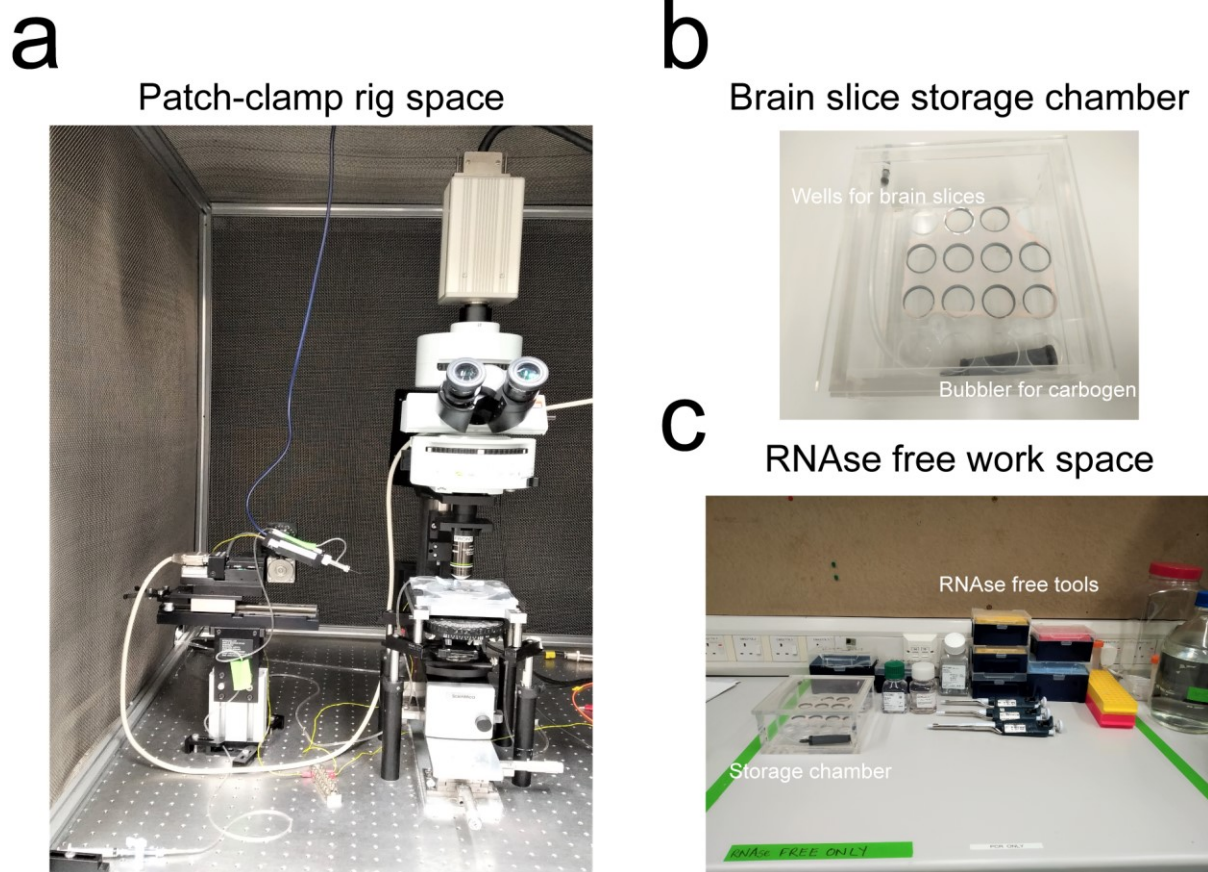 a
Patch-clamp rig space
b
Brain slice storage chamber
Wells for brain slices
Bubbler for carbogen
c
RNAse free work space
RNAse free tools
Storage chamber
RNAse FREE ONLY